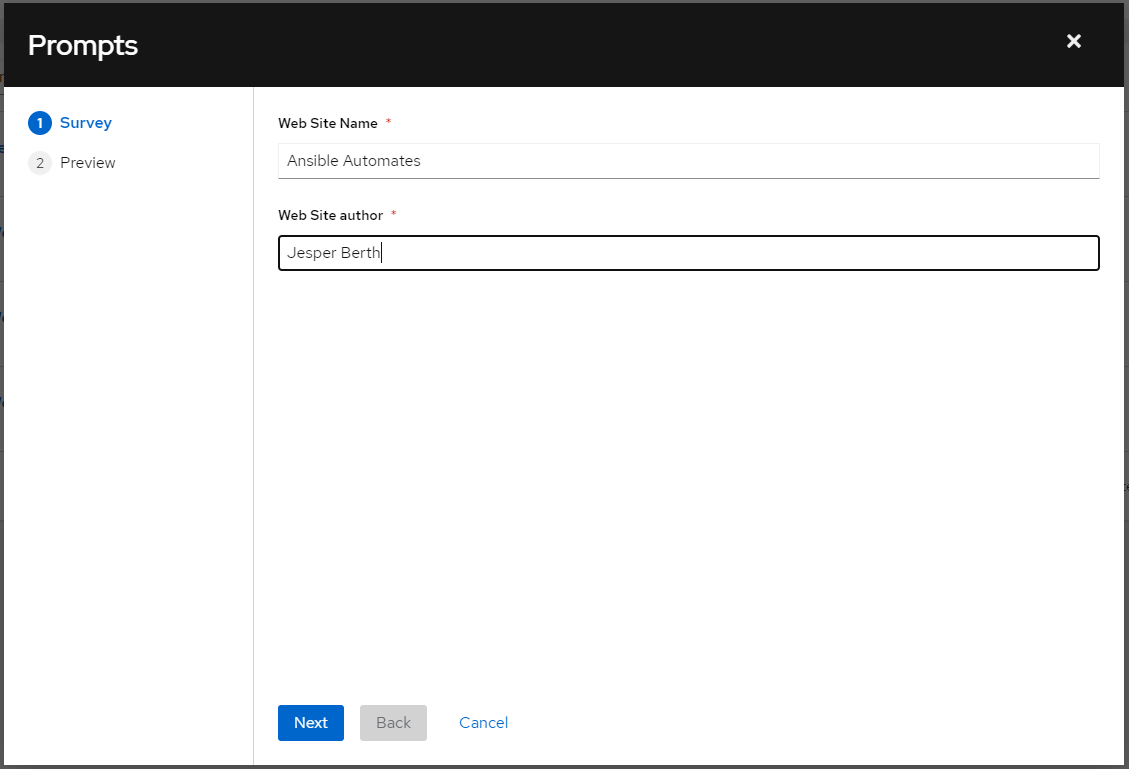 Prompts
1 Survey
2 Preview
Web Site Name *
Ansible Automates
Web Site author *
Jesper Berth
Next Back Cancel